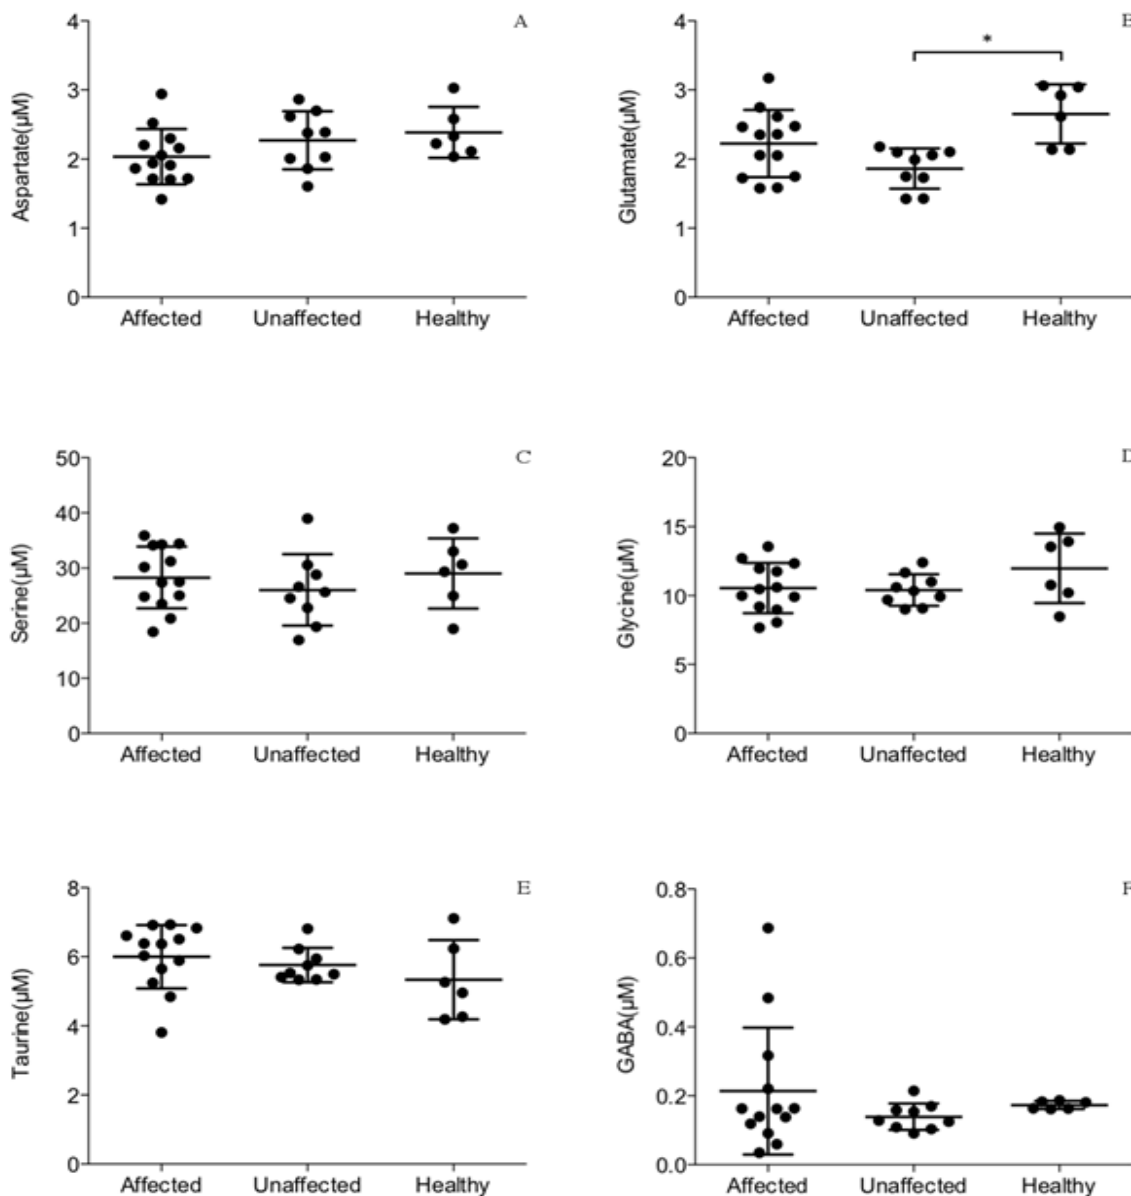 A
Aspartate(µM)
4
3
2
1
0
Affected Unaffected Healthy
B
Glutamate(µM)
*
4
3
2
1
0
Affected Unaffected Healthy
C
Serine(µM)
50
40
30
20
10
0
Affected Unaffected Healthy
D
Glycine(µM)
20
15
10
5
0
Affected Unaffected Healthy
E
Taurine(µM)
8
6
4
2
0
Affected Unaffected Healthy
F
GABA(µM)
0.8
0.6
0.4
0.2
0.0
Affected Unaffected Healthy